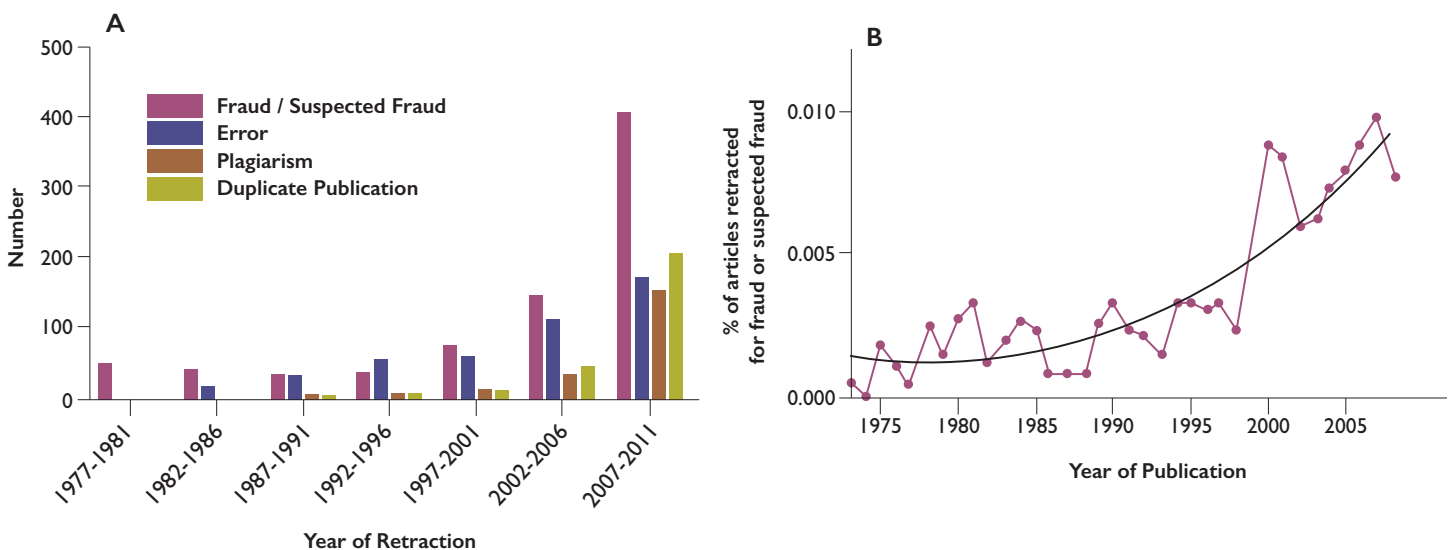 A
500
400
300
200
100
0
Number
Fraud / Suspected Fraud
Error
Plagiarism
Duplicate Publication
1977-1981
1982-1986
1987-1991
1992-1996
1997-2001
2002-2006
2007-2011
Year of Retraction
B
% of articles retracted
for fraud or suspected fraud
0.010
0.005
0.000
1975
1980
1985
1990
1995
2000
2005
Year of Publication